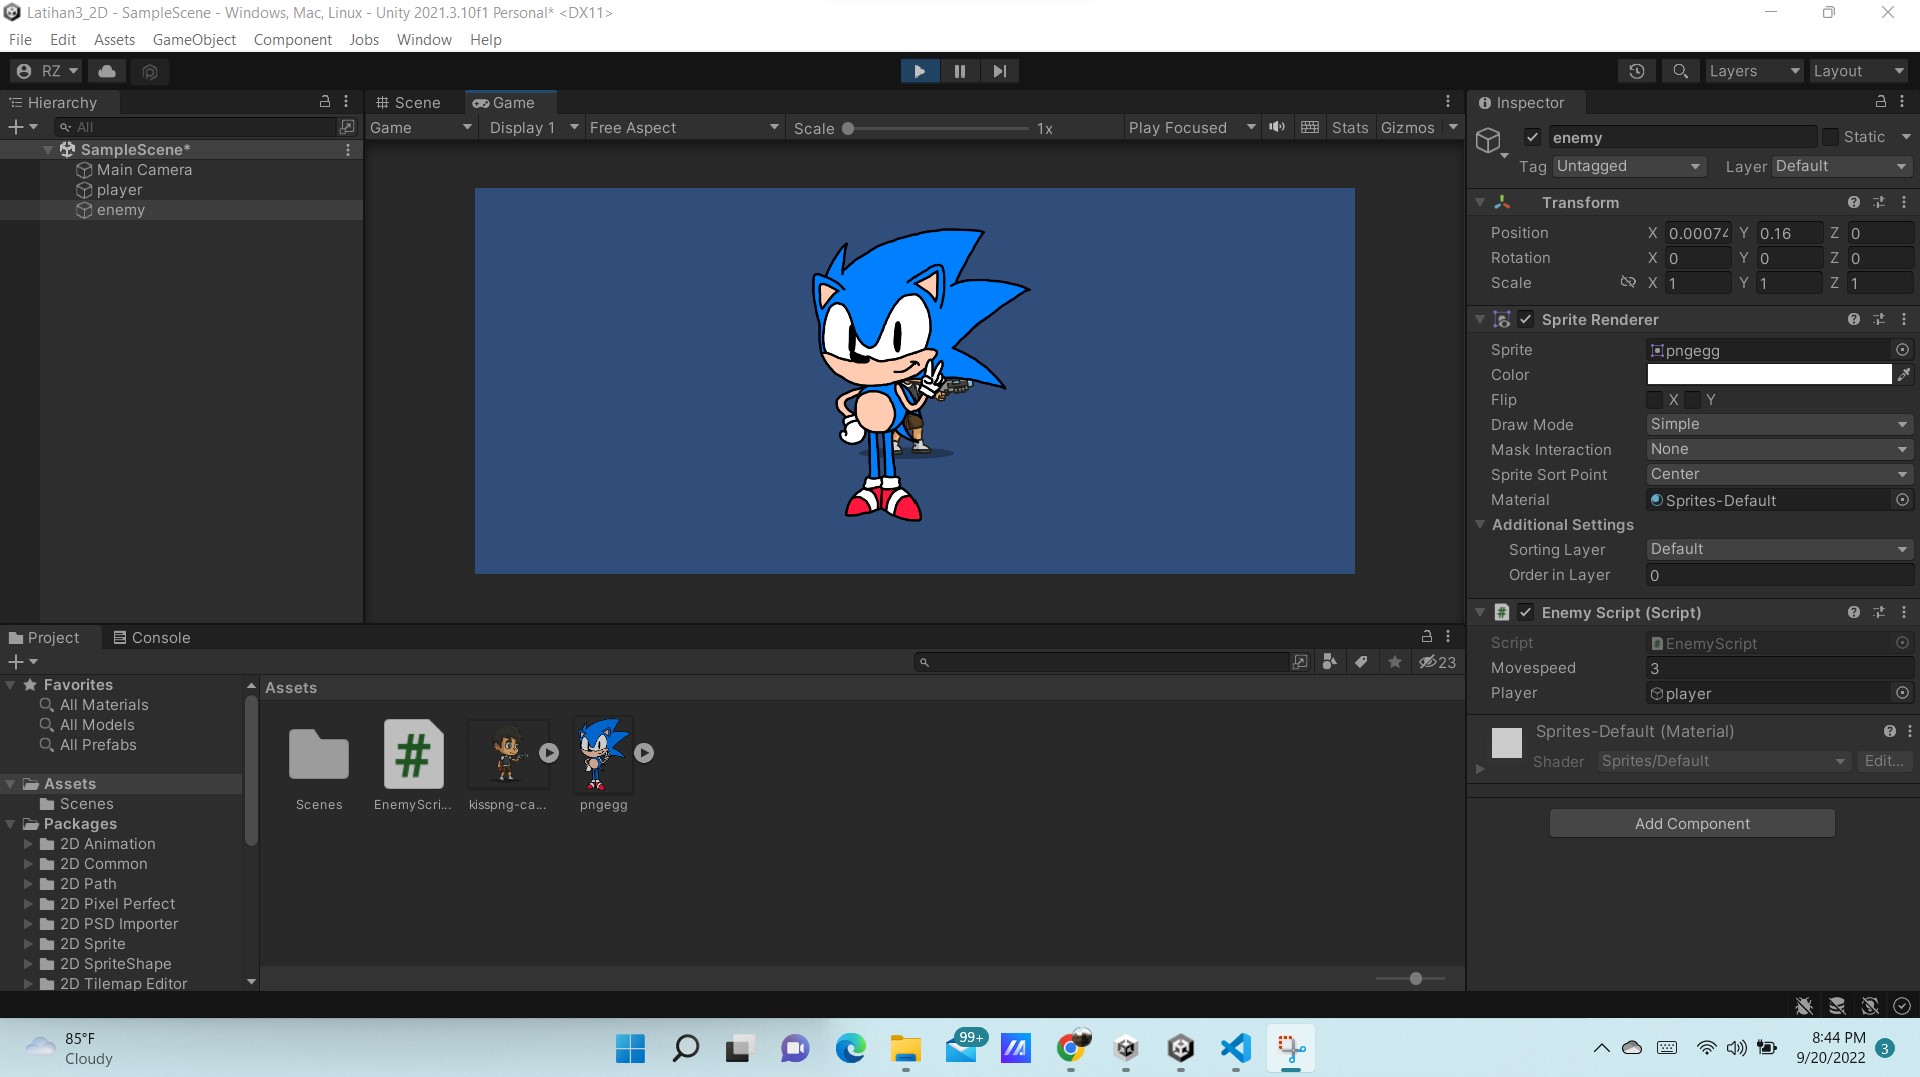 Latihan3_2D - SampleScene - Windows, Mac, Linux - Unity 2021.3.10f1 Personal* <DX11>
File Edit Assets GameObject Component Jobs Window Help
RZ Layers Layout
Hierarchy
All
SampleScene*
Main Camera
player
enemy
Scene Game
Game Display 1 Free Aspect Scale 1x Play Focused Stats Gizmos
Inspector
enemy Static
Tag Untagged Layer Default
Transform
Position X 0.00074 Y 0.16 Z 0
Rotation X 0 Y 0 Z 0
Scale X 1 Y 1 Z 1
Sprite Renderer
Sprite pngegg
Color
Flip X Y
Draw Mode Simple
Mask Interaction None
Sprite Sort Point Center
Material Sprites-Default
Additional Settings
Sorting Layer Default
Order in Layer 0
Enemy Script (Script)
Script EnemyScript
Movespeed 3
Player player
Sprites-Default (Material)
Shader Sprites/Default Edit...
Add Component
Project Console
23
Favorites
All Materials
All Models
All Prefabs
Assets
Scenes
Packages
2D Animation
2D Common
2D Path
2D Pixel Perfect
2D PSD Importer
2D Sprite
2D SpriteShape
2D Tilemap Editor
Assets
Scenes EnemyScri... kisspng-ca... pngegg
85°F
Cloudy
99+
8:44 PM
9/20/2022
3